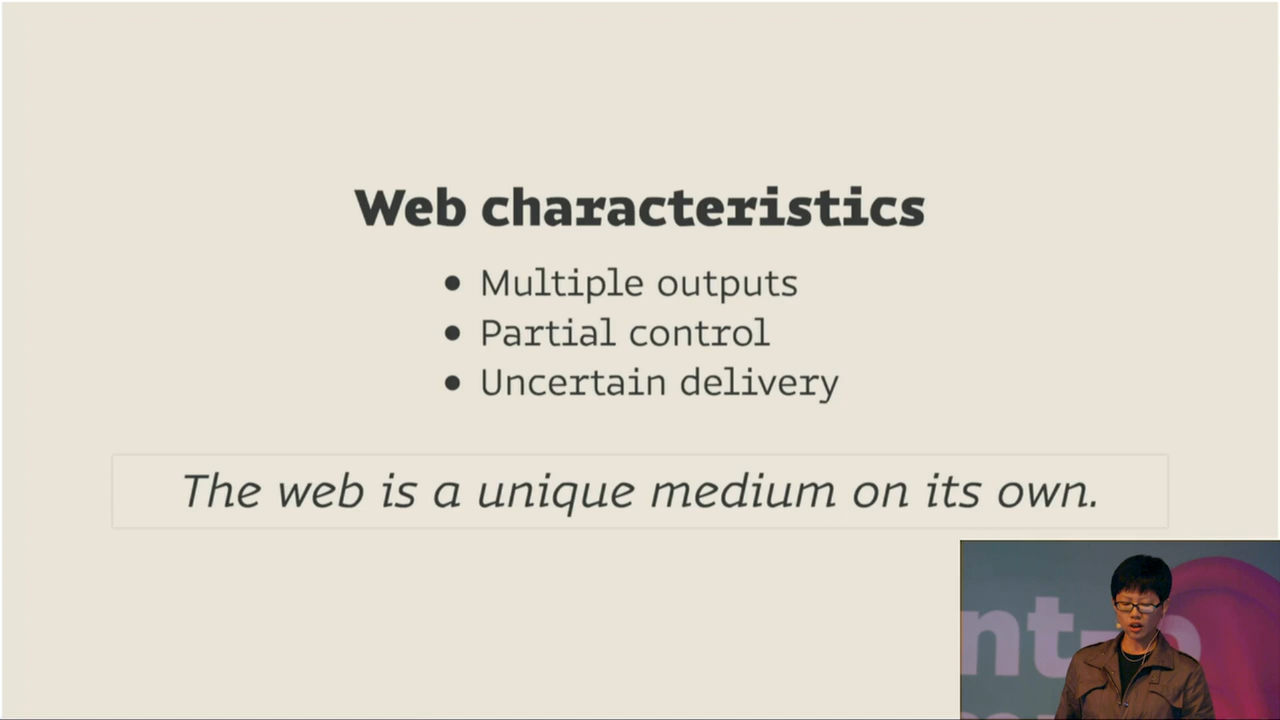 Web characteristics
• Multiple outputs
• Partial control
• Uncertain delivery
The web is a unique medium on its own.